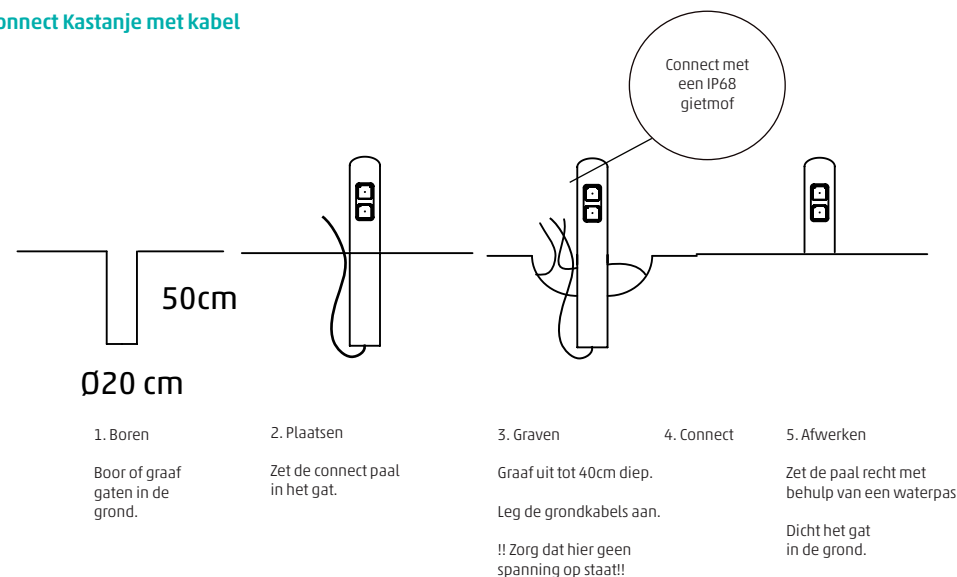 onnect Kastanje met kabel
Connect met
een IP68
gietmof
50cm
Ø20 cm
1. Boren
Boor of graaf
gaten in de
grond.
2. Plaatsen
Zet de connect paal
in het gat.
3. Graven
Graaf uit tot 40cm diep.
Leg de grondkabels aan.
!! Zorg dat hier geen
spanning op staat!!
4. Connect
5. Afwerken
Zet de paal recht met
behulp van een waterpas
Dicht het gat
in de grond.